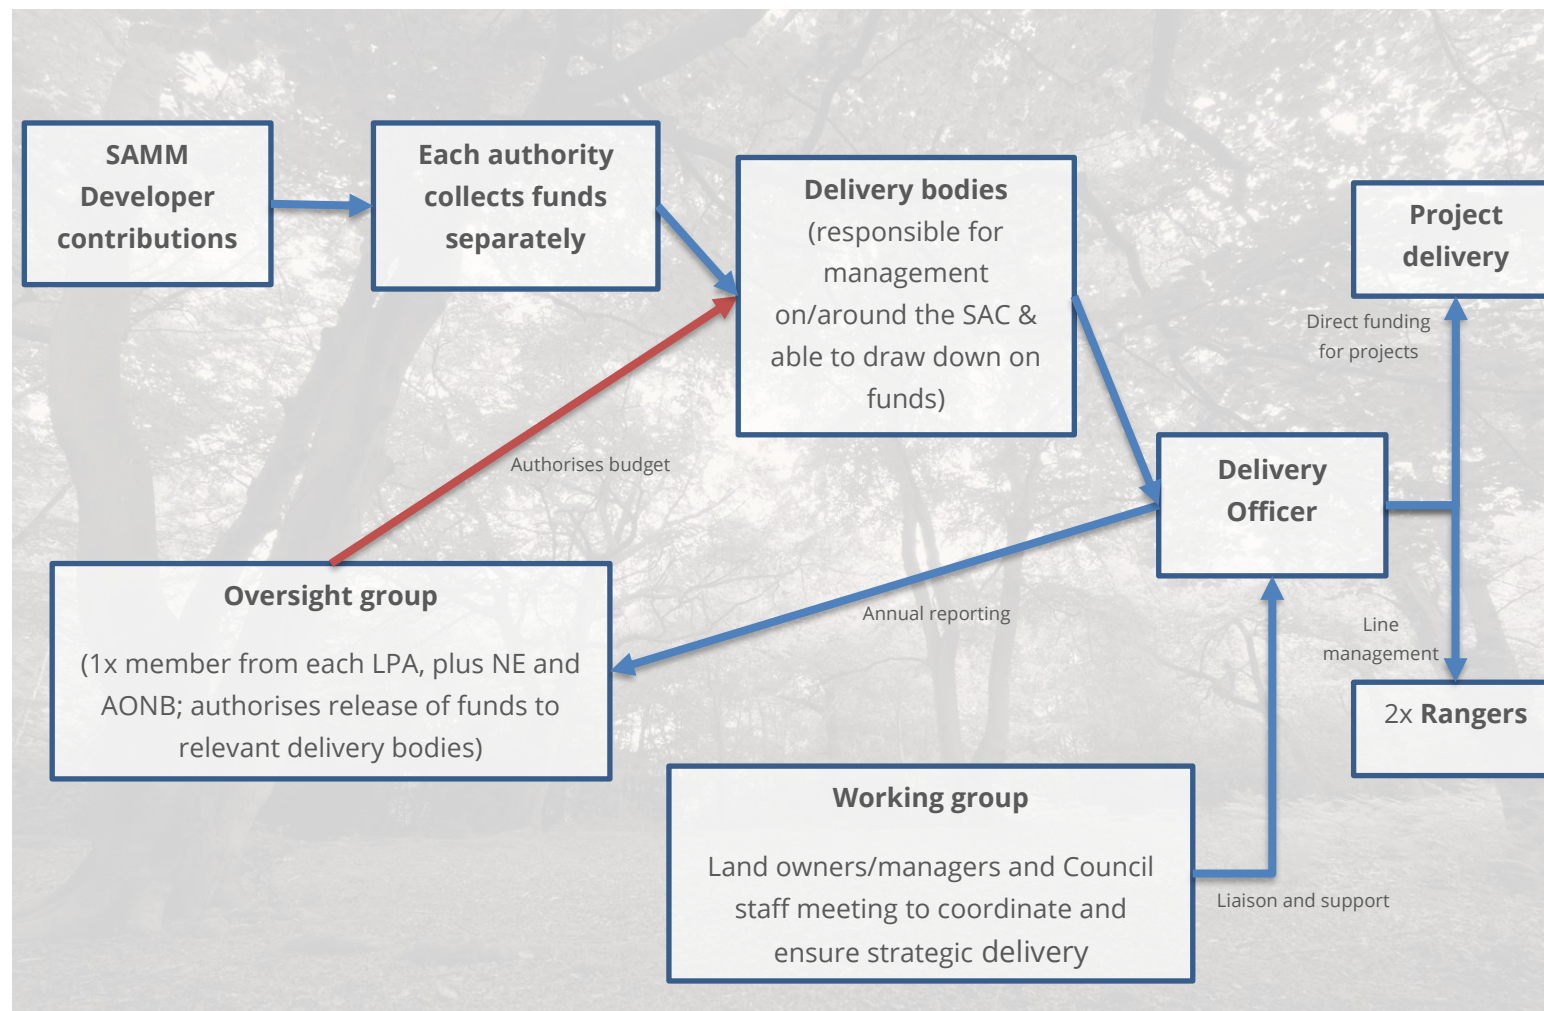 SAMM
Developer
contributions
Each authority
collects funds
separately
Delivery bodies
(responsible for
management
on/around the SAC &
able to draw down on
funds)
Project
delivery
Direct funding
for projects
Authorises budget
Delivery
Officer
Oversight group
(1x member from each LPA, plus NE and
AONB; authorises release of funds to
relevant delivery bodies)
Annual reporting
Line
management
2x Rangers
Working group
Land owners/managers and Council
staff meeting to coordinate and
ensure strategic delivery
Liaison and support